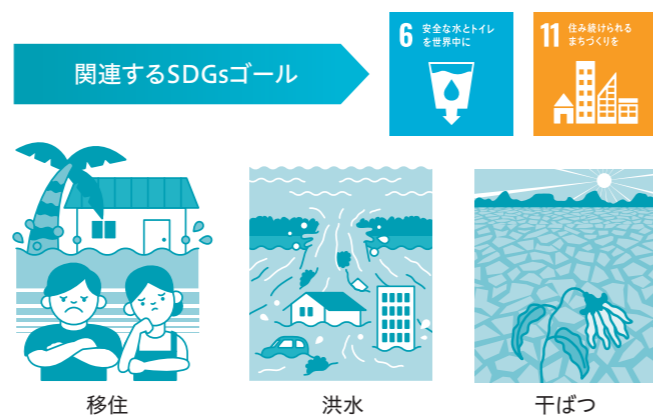 関連するSDGsゴール
6 安全な水とトイレ
を世界中に
11 住み続けられる
まちづくりを
移住
洪水
干ばつ